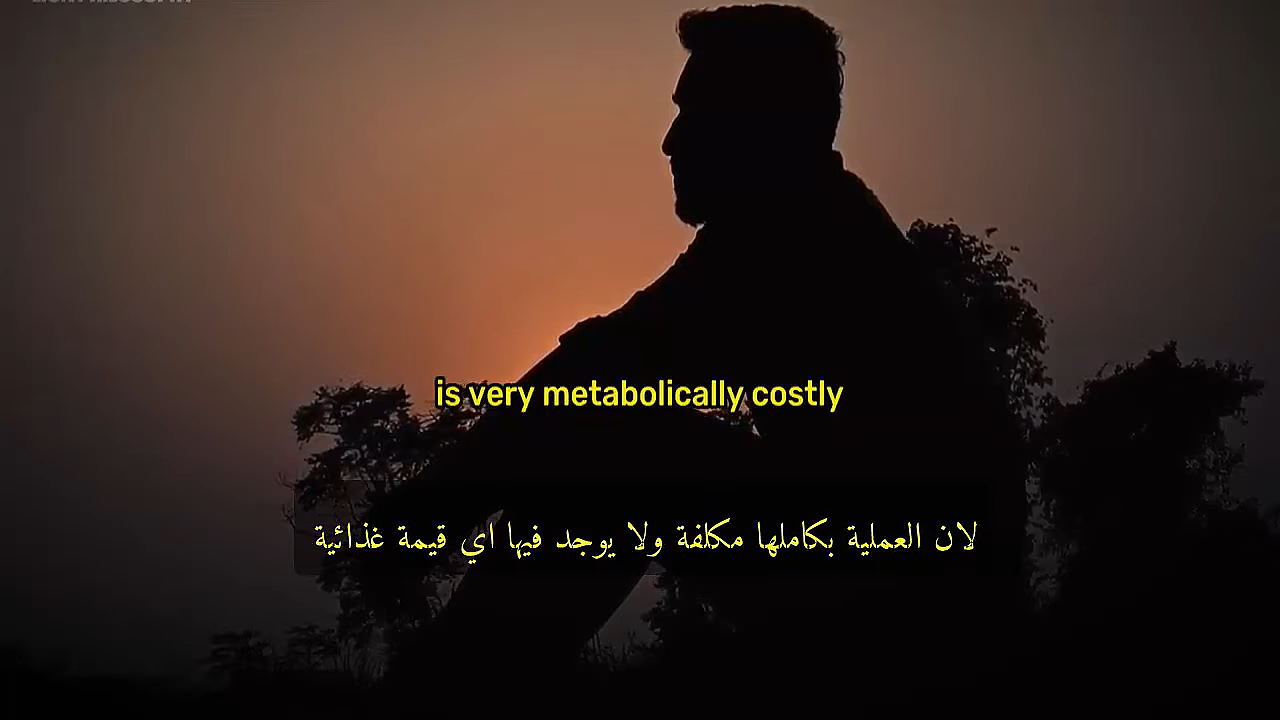 is very metabolically costly
لان العملية بكاملها مكلفة ولا يوجد فيها اي قيمة غذائية